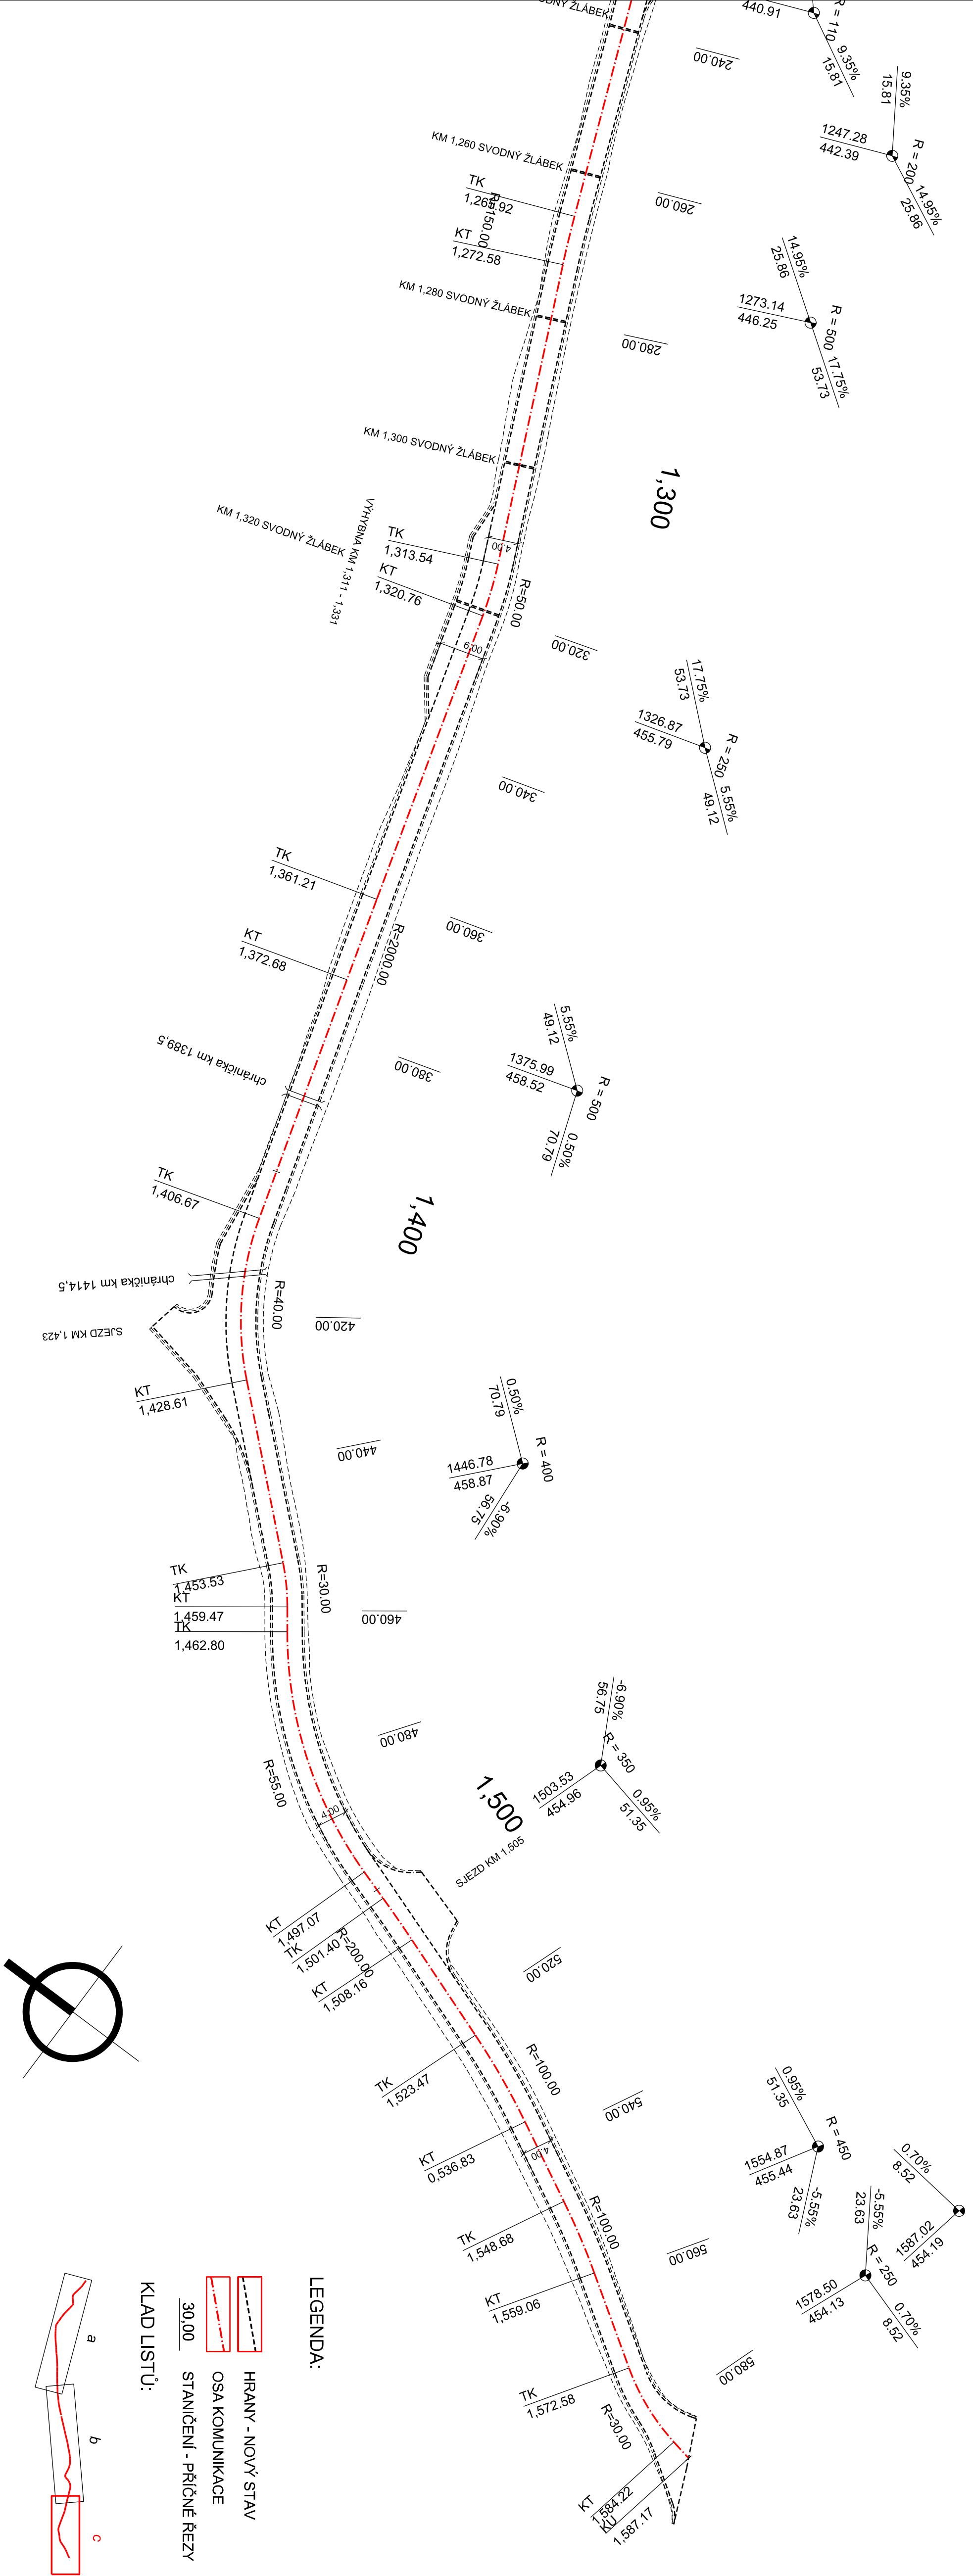 SVODNÝ ŽLÁBEK
440.91
R = 110
9.35%
15.81
240.00
9.35%
15.81
1247.28
442.39
R = 200
14.95%
25.86
KM 1,260 SVODNÝ ŽLÁBEK
TK
1,265.92
R=150.00
260.00
KT
1,272.58
14.95%
25.86
1273.14
446.25
R = 500
17.75%
53.73
KM 1,280 SVODNÝ ŽLÁBEK
280.00
KM 1,300 SVODNÝ ŽLÁBEK
1,300
KM 1,320 SVODNÝ ŽLÁBEK
VÝHYBNA KM 1,311 - 1,331
TK
1,313.54
4.00
KT
1,320.76
R=50.00
6.00
320.00
17.75%
53.73
1326.87
455.79
R = 250
5.55%
49.12
340.00
TK
1,361.21
KT
1,372.68
R=2000.00
360.00
5.55%
49.12
1375.99
458.52
R = 500
0.50%
70.79
chránička km 1389,5
380.00
TK
1,406.67
1,400
chránička km 1414,5
R=40.00
420.00
SJEZD KM 1,423
KT
1,428.61
0.50%
70.79
1446.78
458.87
R = 400
-6.90%
56.75
440.00
TK
1,453.53
KT
1,459.47
TK
1,462.80
R=30.00
460.00
480.00
-6.90%
56.75
1503.53
454.96
R = 350
0.95%
51.35
R=55.00
4.00
1,500
SJEZD KM 1,505
KT
1,497.07
TK
1,501.40
R=200.00
KT
1,508.16
520.00
TK
1,523.47
R=100.00
540.00
KT
0,536.83
4.00
0.95%
51.35
1554.87
455.44
R = 450
-5.55%
23.63
TK
1,548.68
R=100.00
560.00
-5.55%
23.63
1578.50
454.13
R = 250
0.70%
8.52
0.70%
8.52
1587.02
454.19
KT
1,559.06
580.00
TK
1,572.58
R=30.00
KT
1,584.22
KÚ
1,587.17
LEGENDA:
HRANY - NOVÝ STAV
OSA KOMUNIKACE
30,00 STANIČENÍ - PŘÍČNÉ ŘEZY
KLAD LISTŮ:
a
b
c